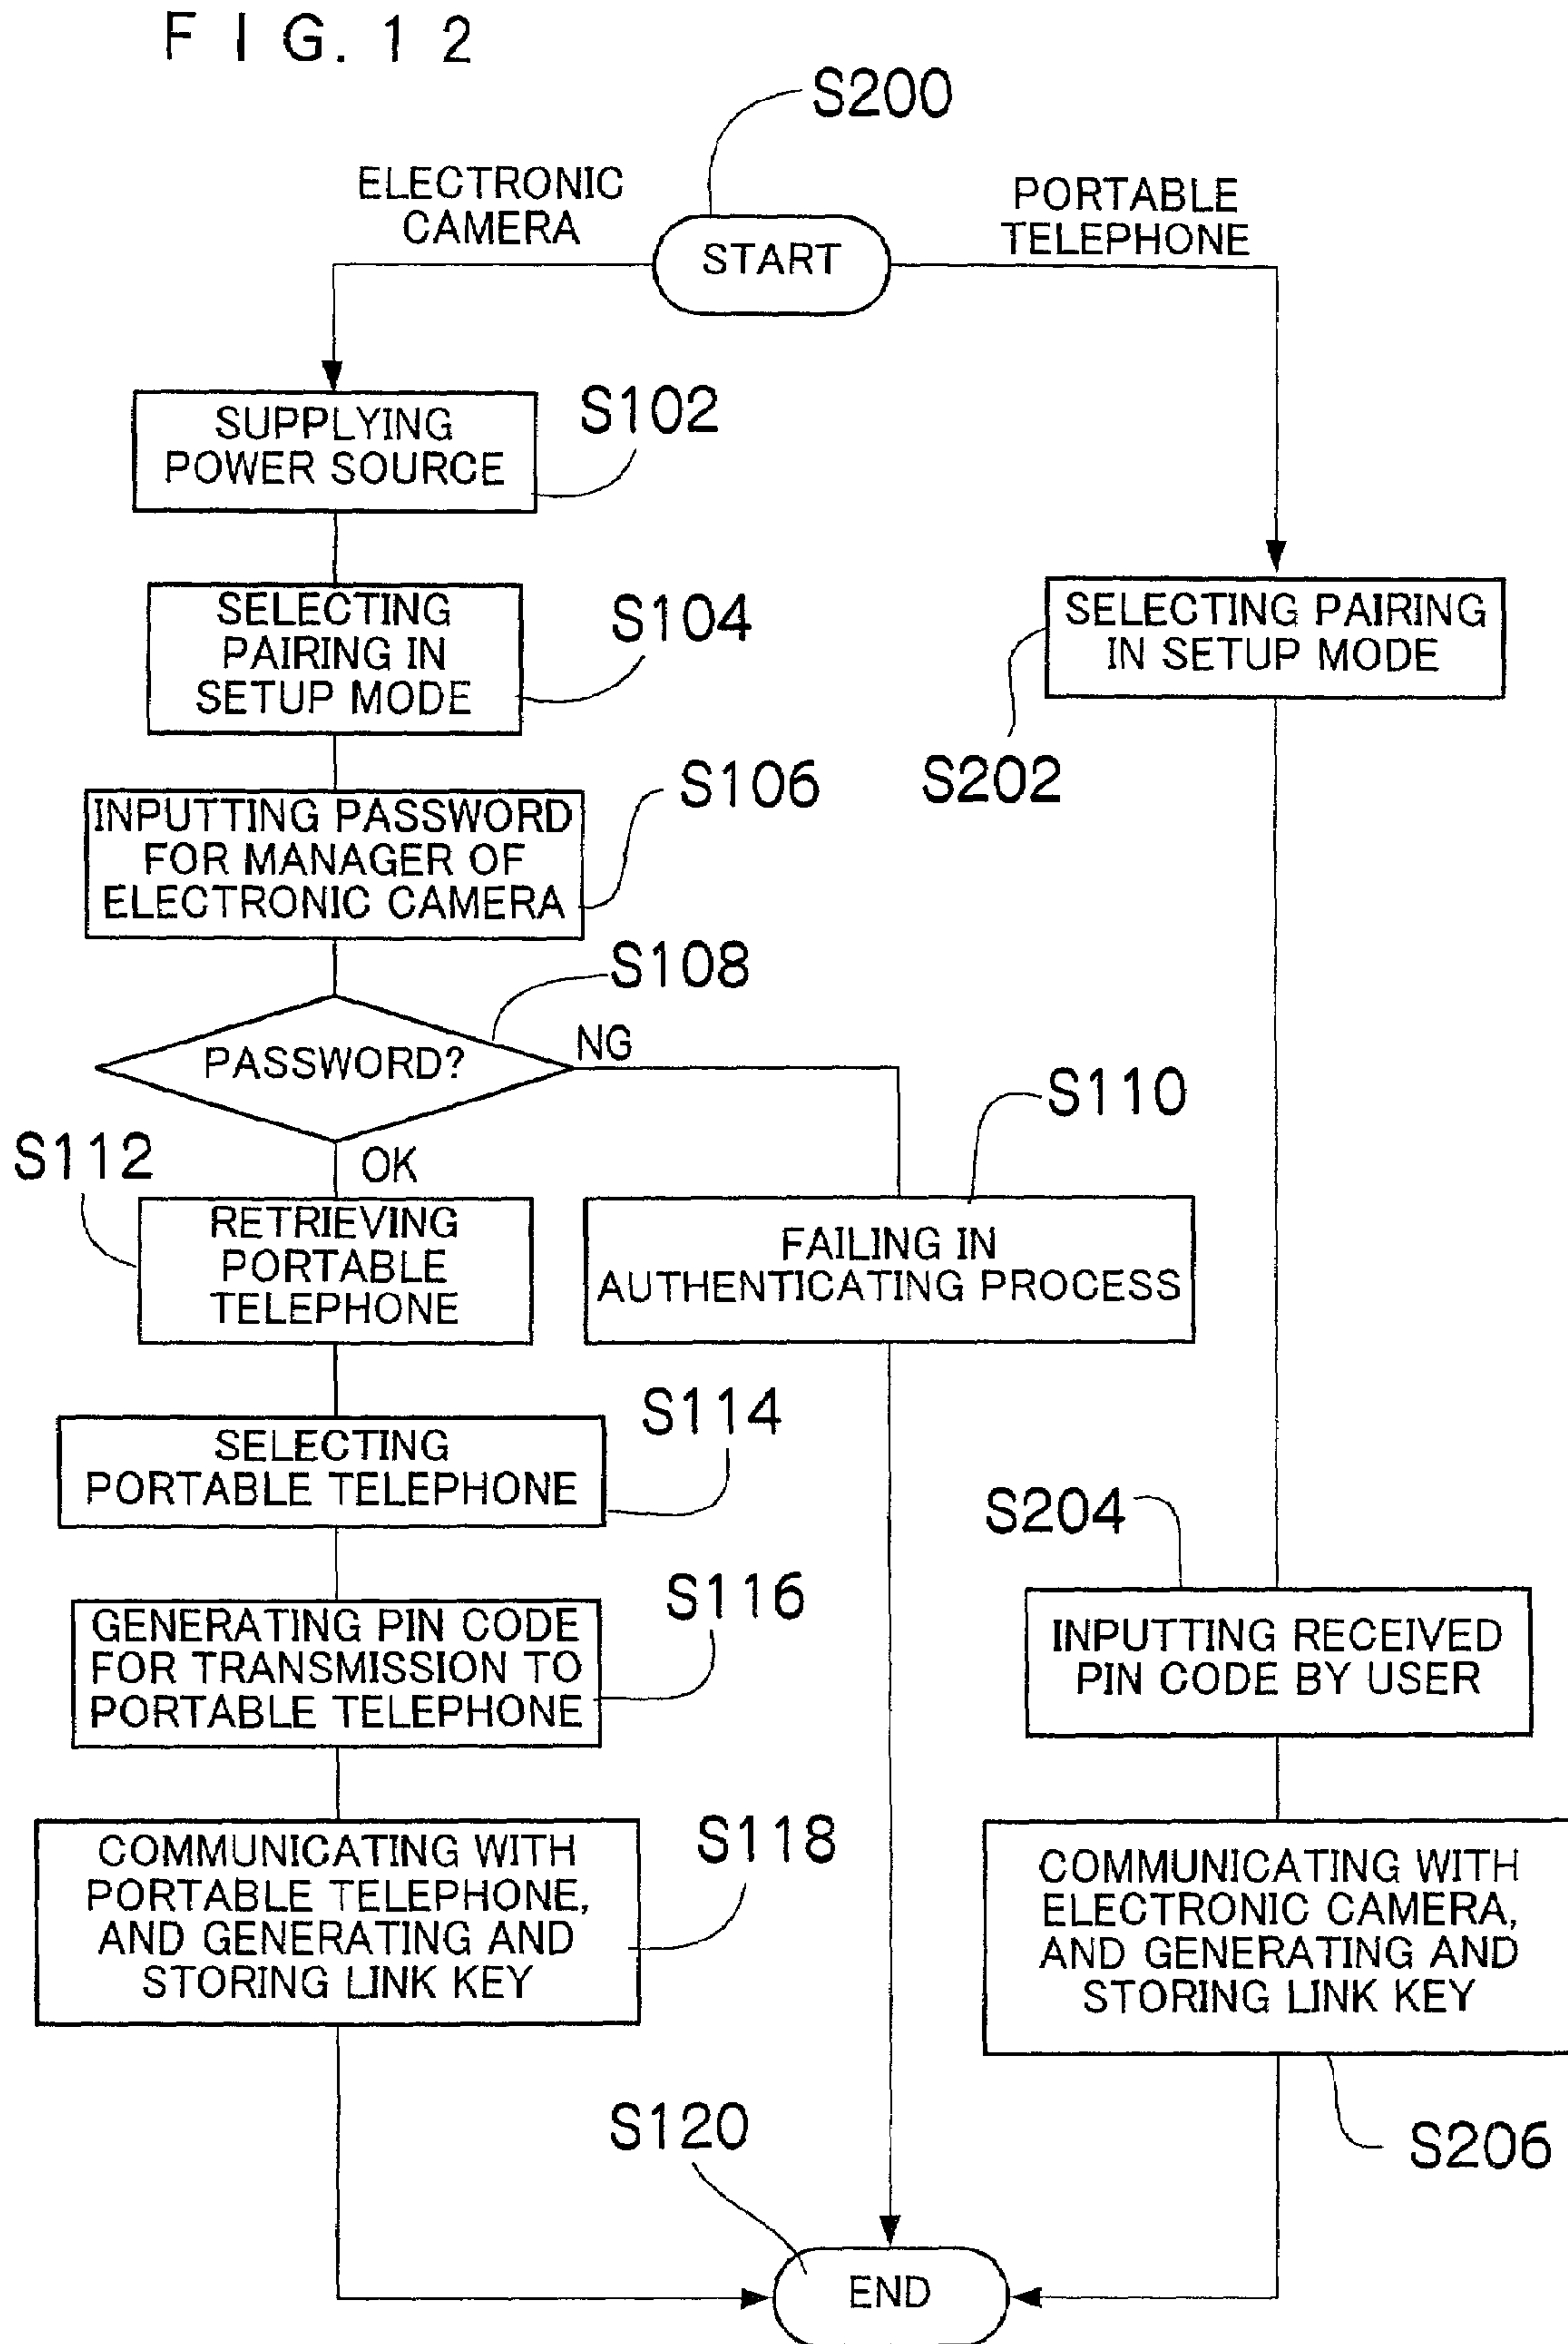 FIG.12
S200
ELECTRONIC
CAMERA
PORTABLE
TELEPHONE
START
SUPPLYING
POWER SOURCE
S102
SELECTING
PAIRING IN
SETUP MODE
S104
SELECTING PAIRING
IN SETUP MODE
S202
INPUTTING PASSWORD
FOR MANAGER OF
ELECTRONIC CAMERA
S106
S108
PASSWORD?
NG
S110
S112
OK
RETRIEVING
PORTABLE
TELEPHONE
FAILING IN
AUTHENTICATING PROCESS
S114
SELECTING
PORTABLE TELEPHONE
S204
S116
GENERATING PIN CODE
FOR TRANSMISSION TO
PORTABLE TELEPHONE
INPUTTING RECEIVED
PIN CODE BY USER
S118
COMMUNICATING WITH
PORTABLE TELEPHONE,
AND GENERATING AND
STORING LINK KEY
COMMUNICATING WITH
ELECTRONIC CAMERA,
AND GENERATING AND
STORING LINK KEY
S120
S206
END